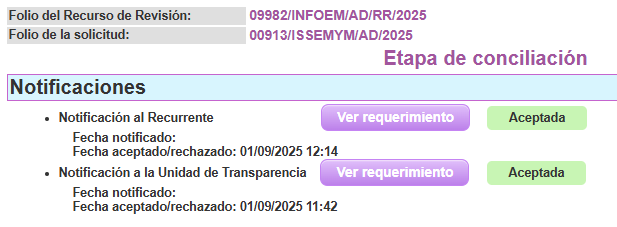 Folio del Recurso de Revisión: 09982/INFOEM/AD/RR/2025
Folio de la solicitud: 00913/ISSEMYM/AD/2025
Etapa de conciliación
Notificaciones
• Notificación al Recurrente Ver requerimiento Aceptada
Fecha notificado:
Fecha aceptado/rechazado: 01/09/2025 12:14
• Notificación a la Unidad de Transparencia Ver requerimiento Aceptada
Fecha notificado:
Fecha aceptado/rechazado: 01/09/2025 11:42